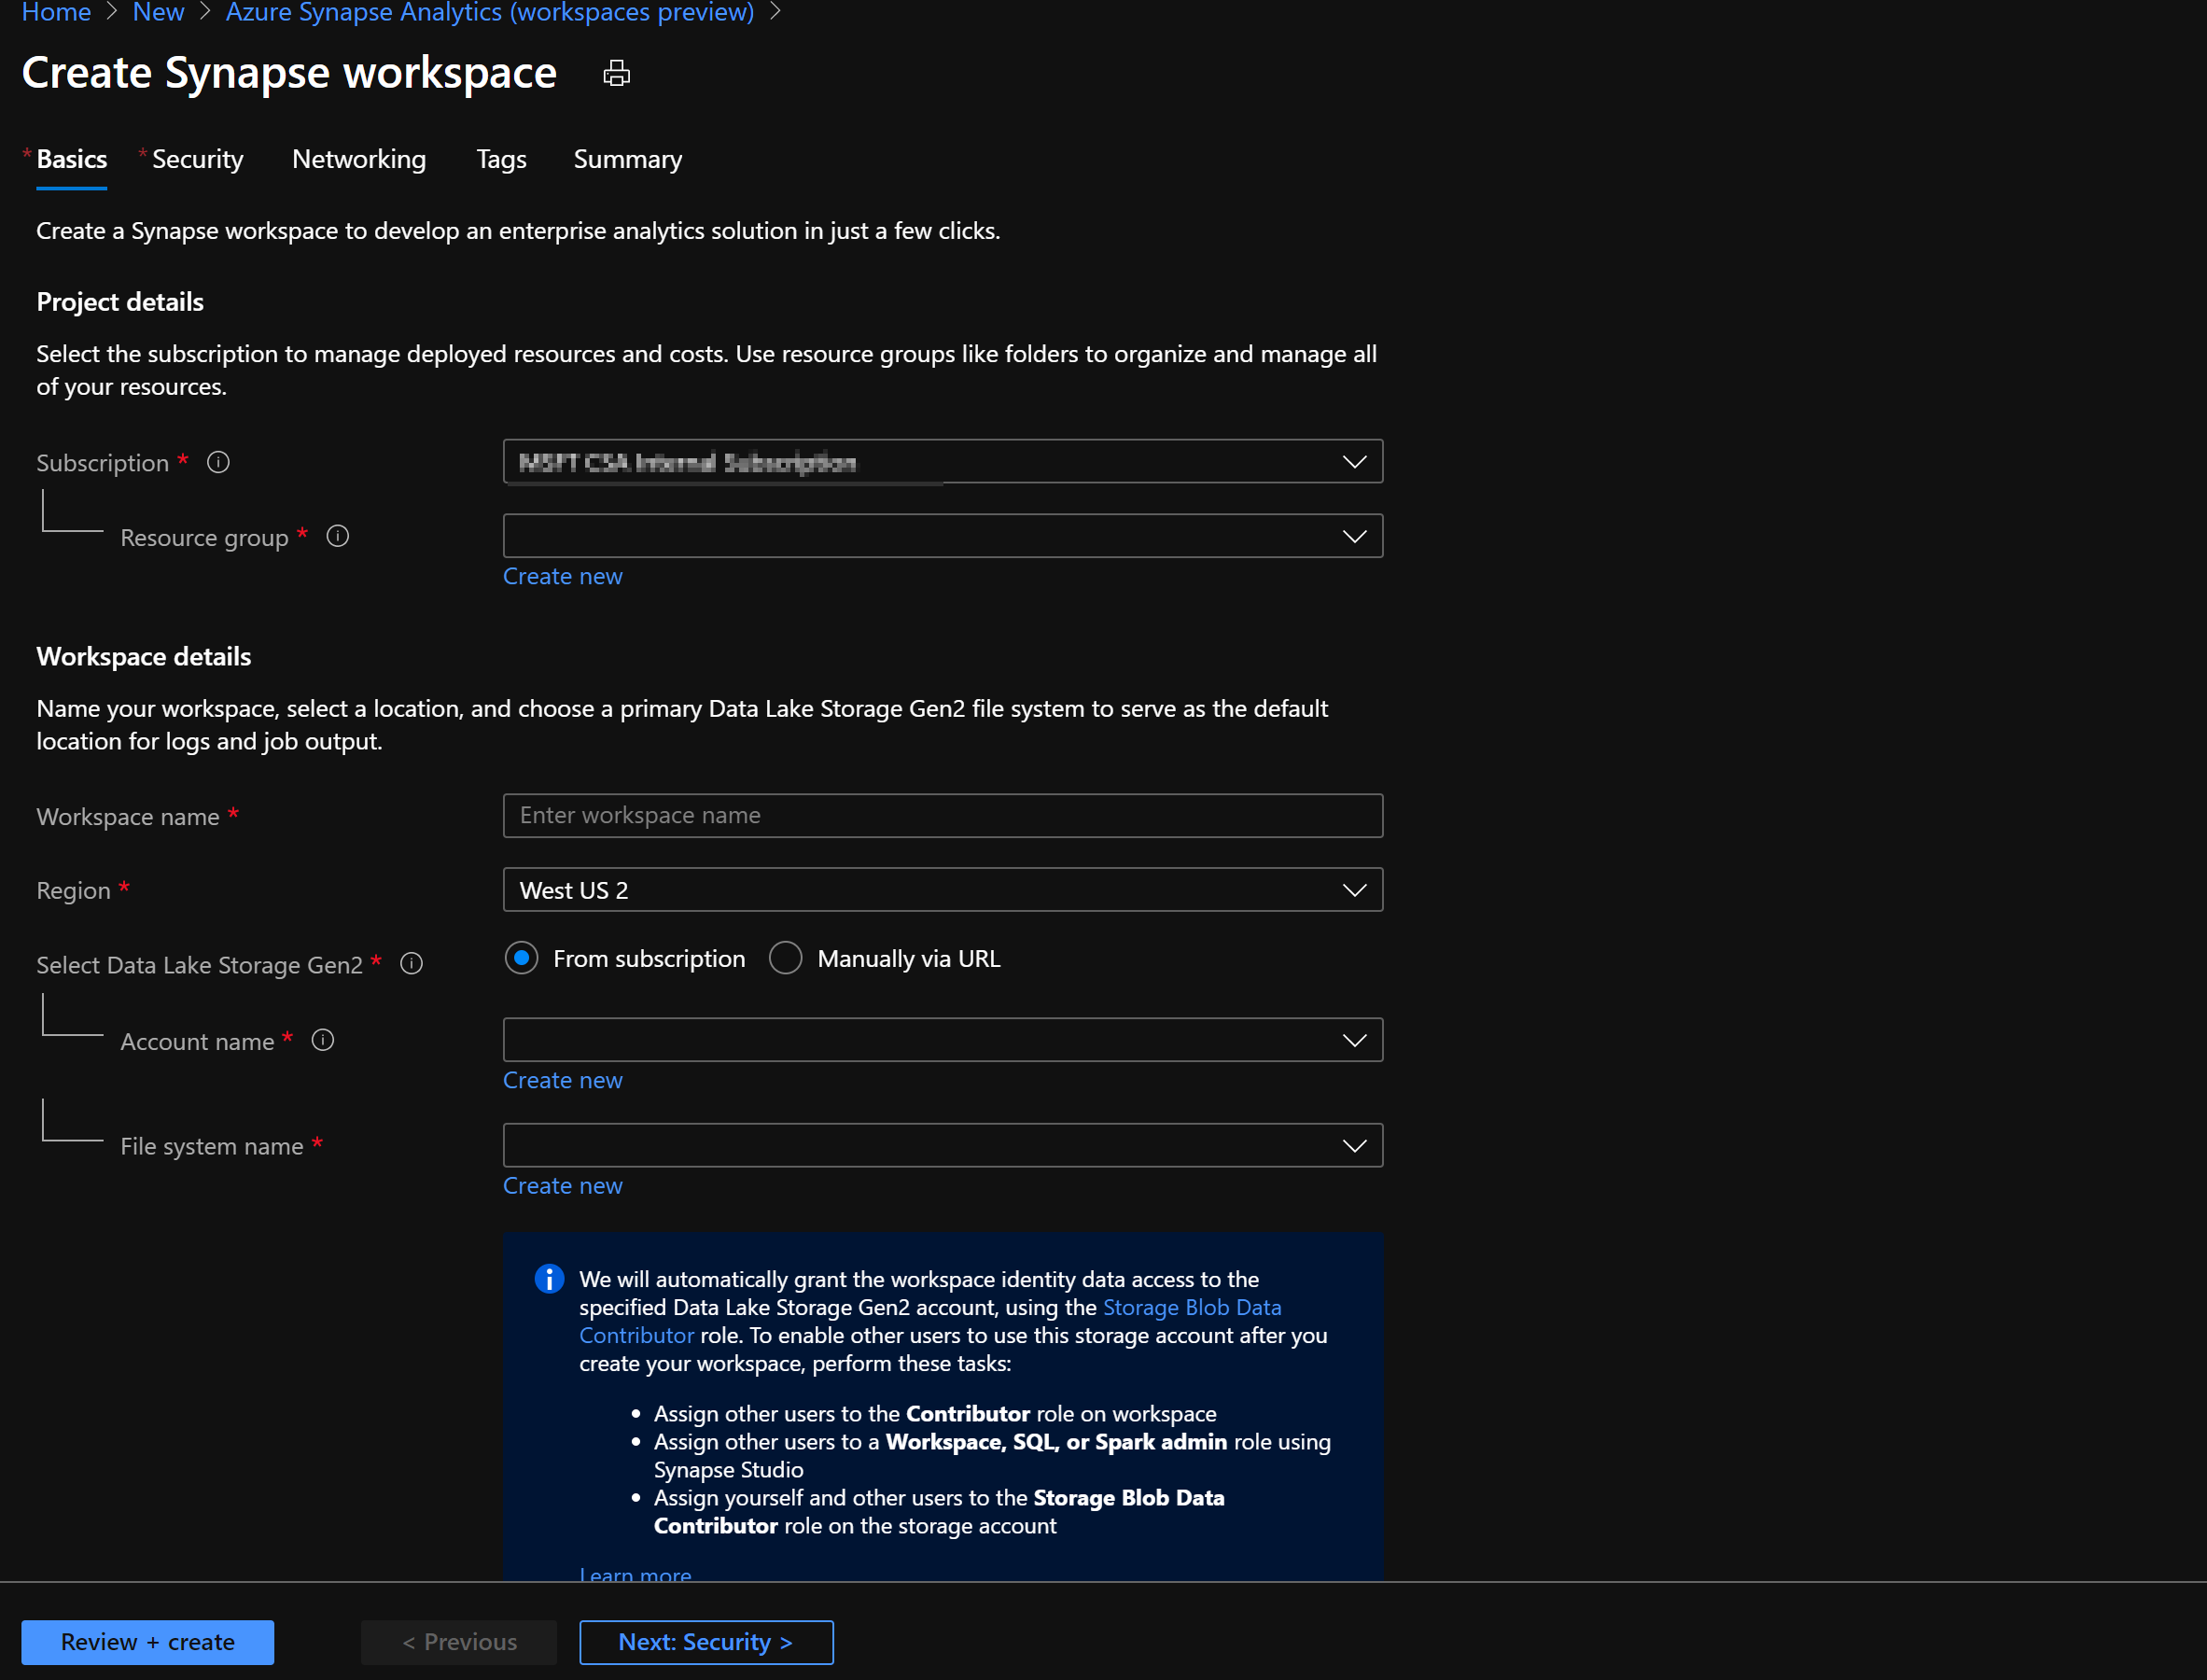 Home > New > Azure Synapse Analytics (workspaces preview) >
Create Synapse workspace
* Basics * Security Networking Tags Summary
Create a Synapse workspace to develop an enterprise analytics solution in just a few clicks.
Project details
Select the subscription to manage deployed resources and costs. Use resource groups like folders to organize and manage all
of your resources.
Subscription *
Resource group *
Create new
Workspace details
Name your workspace, select a location, and choose a primary Data Lake Storage Gen2 file system to serve as the default
location for logs and job output.
Workspace name * Enter workspace name
Region * West US 2
Select Data Lake Storage Gen2 * From subscription Manually via URL
Account name *
Create new
File system name *
Create new
We will automatically grant the workspace identity data access to the
specified Data Lake Storage Gen2 account, using the Storage Blob Data
Contributor role. To enable other users to use this storage account after you
create your workspace, perform these tasks:
• Assign other users to the Contributor role on workspace
• Assign other users to a Workspace, SQL, or Spark admin role using
Synapse Studio
• Assign yourself and other users to the Storage Blob Data
Contributor role on the storage account
Learn more
Review + create < Previous Next: Security >